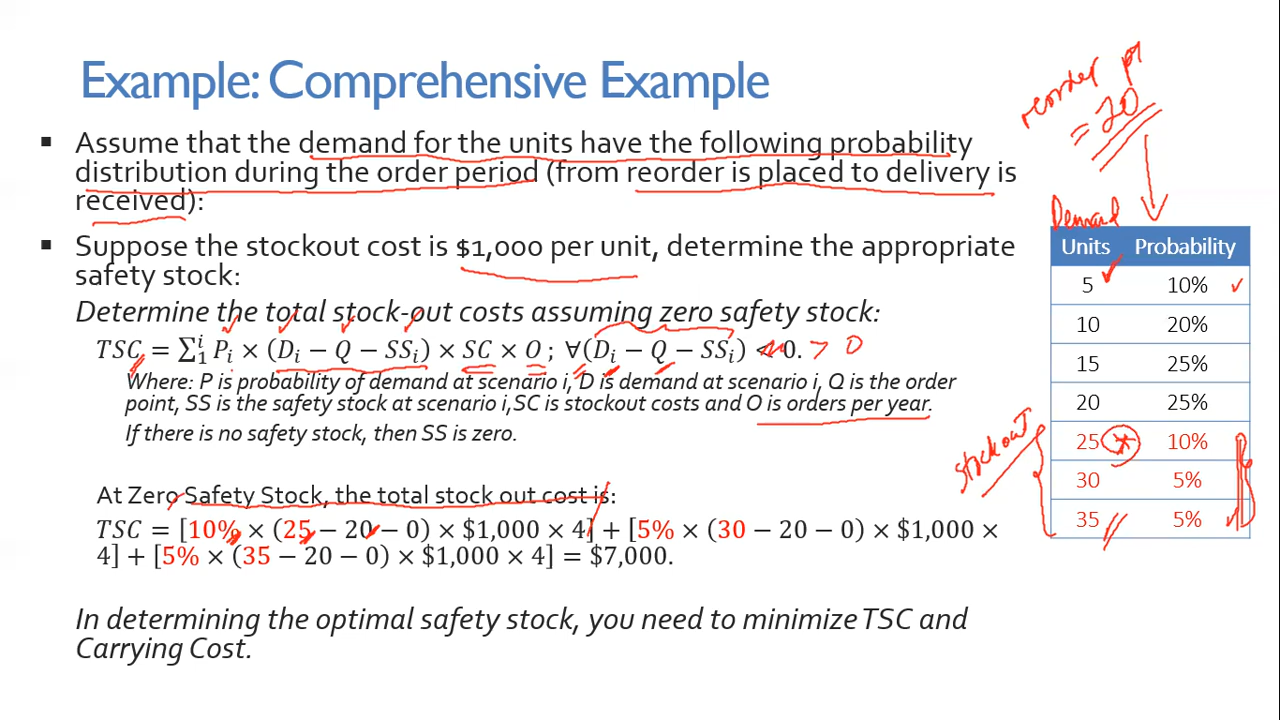 Example: Comprehensive Example
reorder pt
= 20
▪ Assume that the demand for the units have the following probability
distribution during the order period (from reorder is placed to delivery is
received):
▪ Suppose the stockout cost is $1,000 per unit, determine the appropriate
safety stock:
Determine the total stock-out costs assuming zero safety stock:
TSC = ∑₁ⁱ Pᵢ × (Dᵢ − Q − SSᵢ) × SC × O ; ∀(Dᵢ − Q − SSᵢ) < 0. > 0
Where: P is probability of demand at scenario i, D is demand at scenario i, Q is the order
point, SS is the safety stock at scenario i,SC is stockout costs and O is orders per year.
If there is no safety stock, then SS is zero.
At Zero Safety Stock, the total stock out cost is:
TSC = [10% × (25 − 20 − 0) × $1,000 × 4] + [5% × (30 − 20 − 0) × $1,000 ×
4] + [5% × (35 − 20 − 0) × $1,000 × 4] = $7,000.
In determining the optimal safety stock, you need to minimize TSC and
Carrying Cost.
Demand
Units Probability
5 10%
10 20%
15 25%
20 25%
25 10%
30 5%
35 5%
stockout